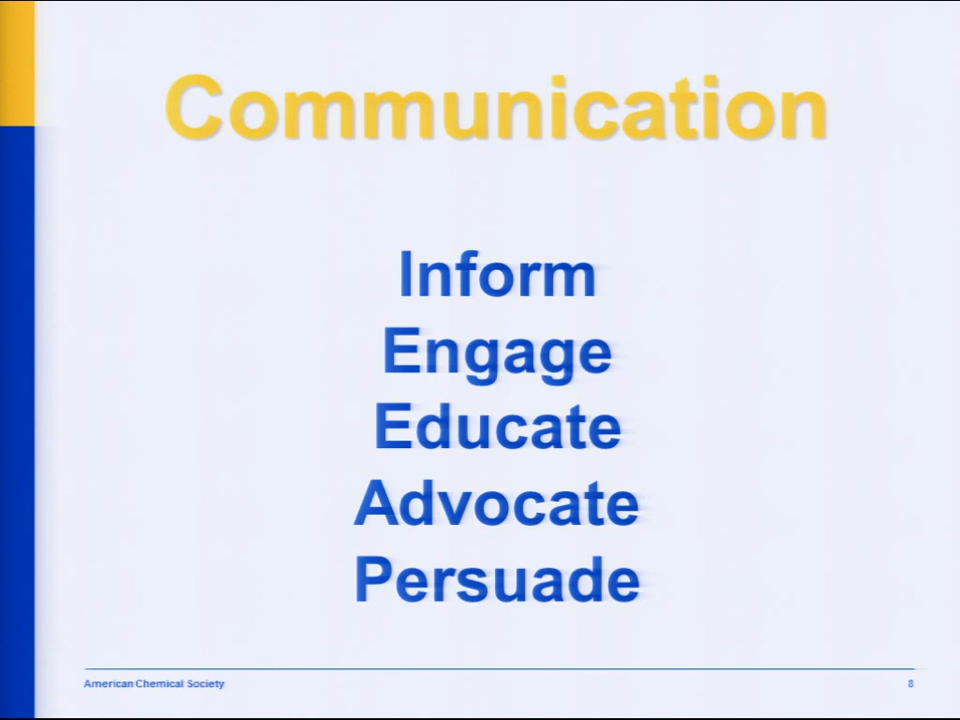 Communication
Inform
Engage
Educate
Advocate
Persuade
American Chemical Society
8